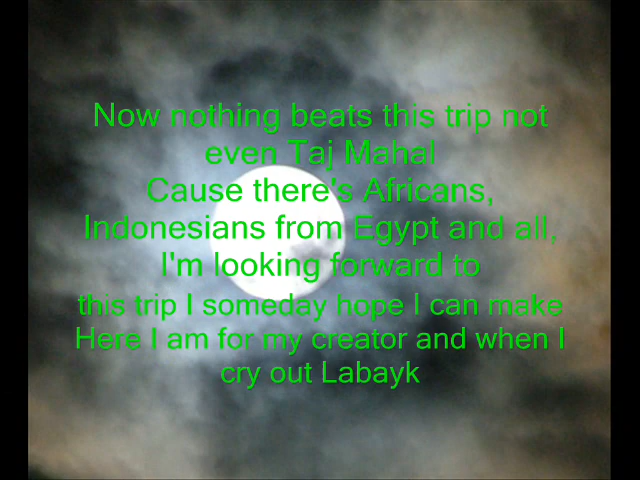 Now nothing beats this trip not
even Taj Mahal
Cause there's Africans,
Indonesians from Egypt and all,
I'm looking forward to
this trip I someday hope I can make
Here I am for my creator and when I
cry out Labayk